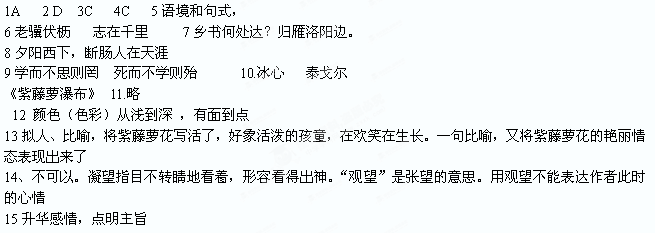 1A 2D 3C 4C 5语境和句式,
6老骥伏枥 志在千里 7乡书何处达?归雁洛阳边。
8夕阳西下,断肠人在天涯
9学而不思则罔 死而不学则殆 10.冰心 泰戈尔
《紫藤萝瀑布》 11.略
12 颜色(色彩)从浅到深 ,有面到点
13拟人、比喻,将紫藤萝花写活了,好象活泼的孩童,在欢笑在生长。一句比喻,又将紫藤萝花的艳丽情
态表现出来了
14、不可以。凝望指目不转睛地看着,形容看得出神。“观望”是张望的意思。用观望不能表达作者此时
的心情
15升华感情,点明主旨